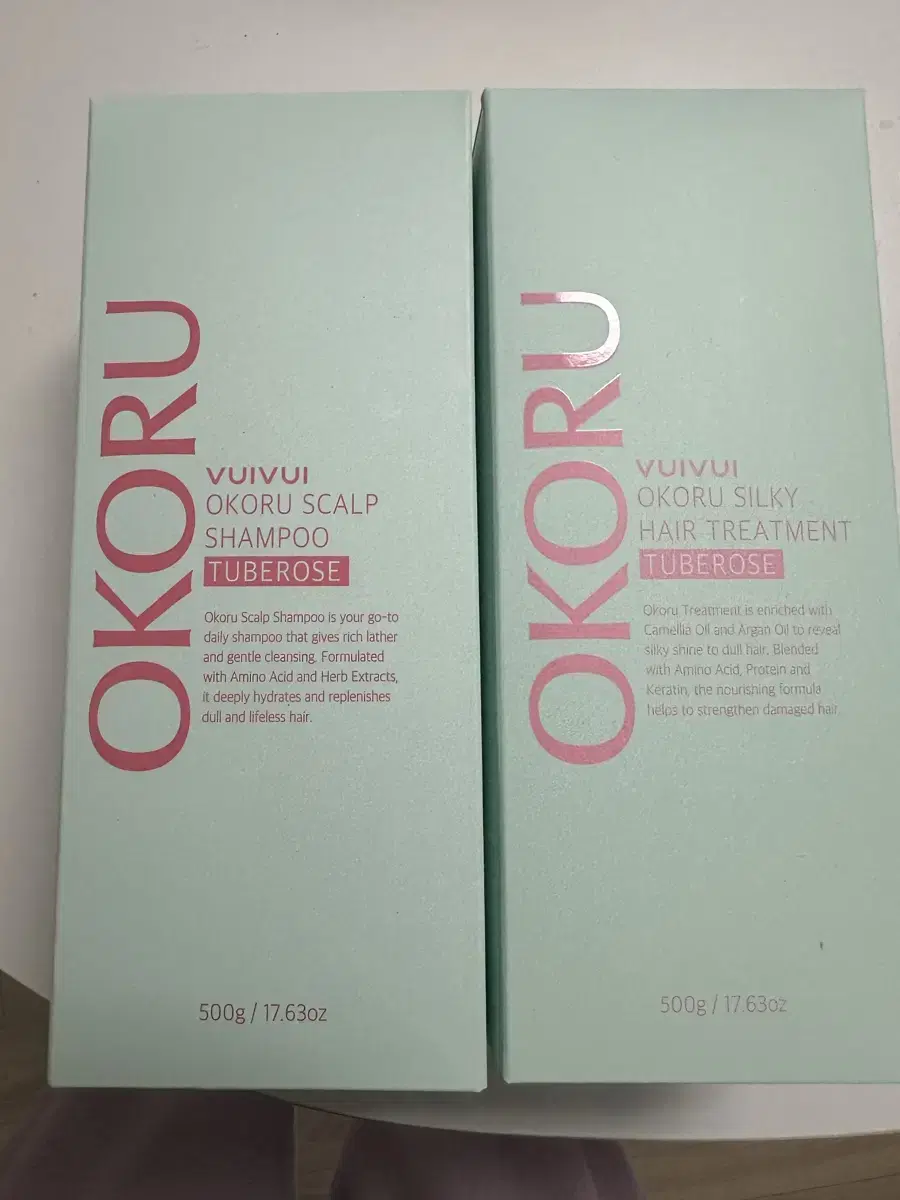 OKORU
VUIVUI
OKORU SCALP
SHAMPOO
TUBEROSE
Okoru Scalp Shampoo is your go-to
daily shampoo that gives rich lather
and gentle cleansing. Formulated
with Amino Acid and Herb Extracts,
it deeply hydrates and replenishes
dull and lifeless hair.
500g / 17.63oz
OKORU
VUIVUI
OKORU SILKY
HAIR TREATMENT
TUBEROSE
Okoru Treatment is enriched with
Camellia Oil and Argan Oil to reveal
silky shine to dull hair. Blended
with Amino Acid, Protein and
Keratin, the nourishing formula
helps to strengthen damaged hair.
500g / 17.63oz